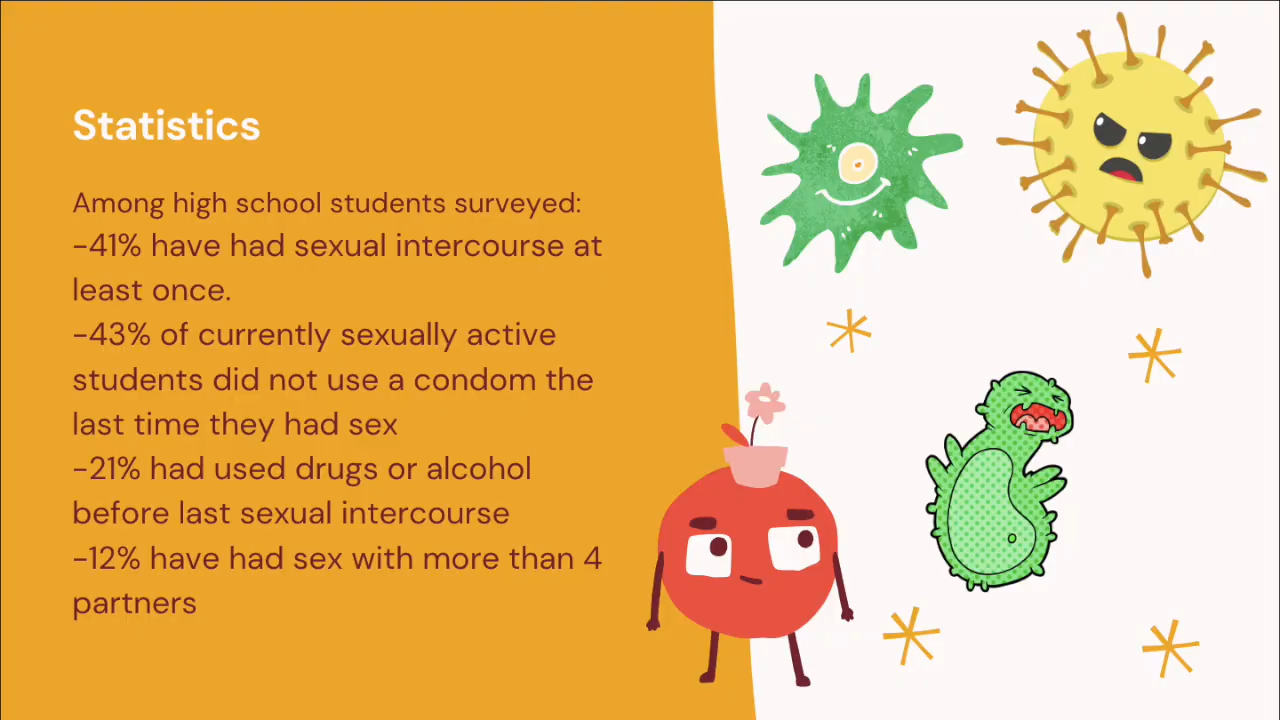 Statistics
Among high school students surveyed:
-41% have had sexual intercourse at
least once.
-43% of currently sexually active
students did not use a condom the
last time they had sex
-21% had used drugs or alcohol
before last sexual intercourse
-12% have had sex with more than 4
partners